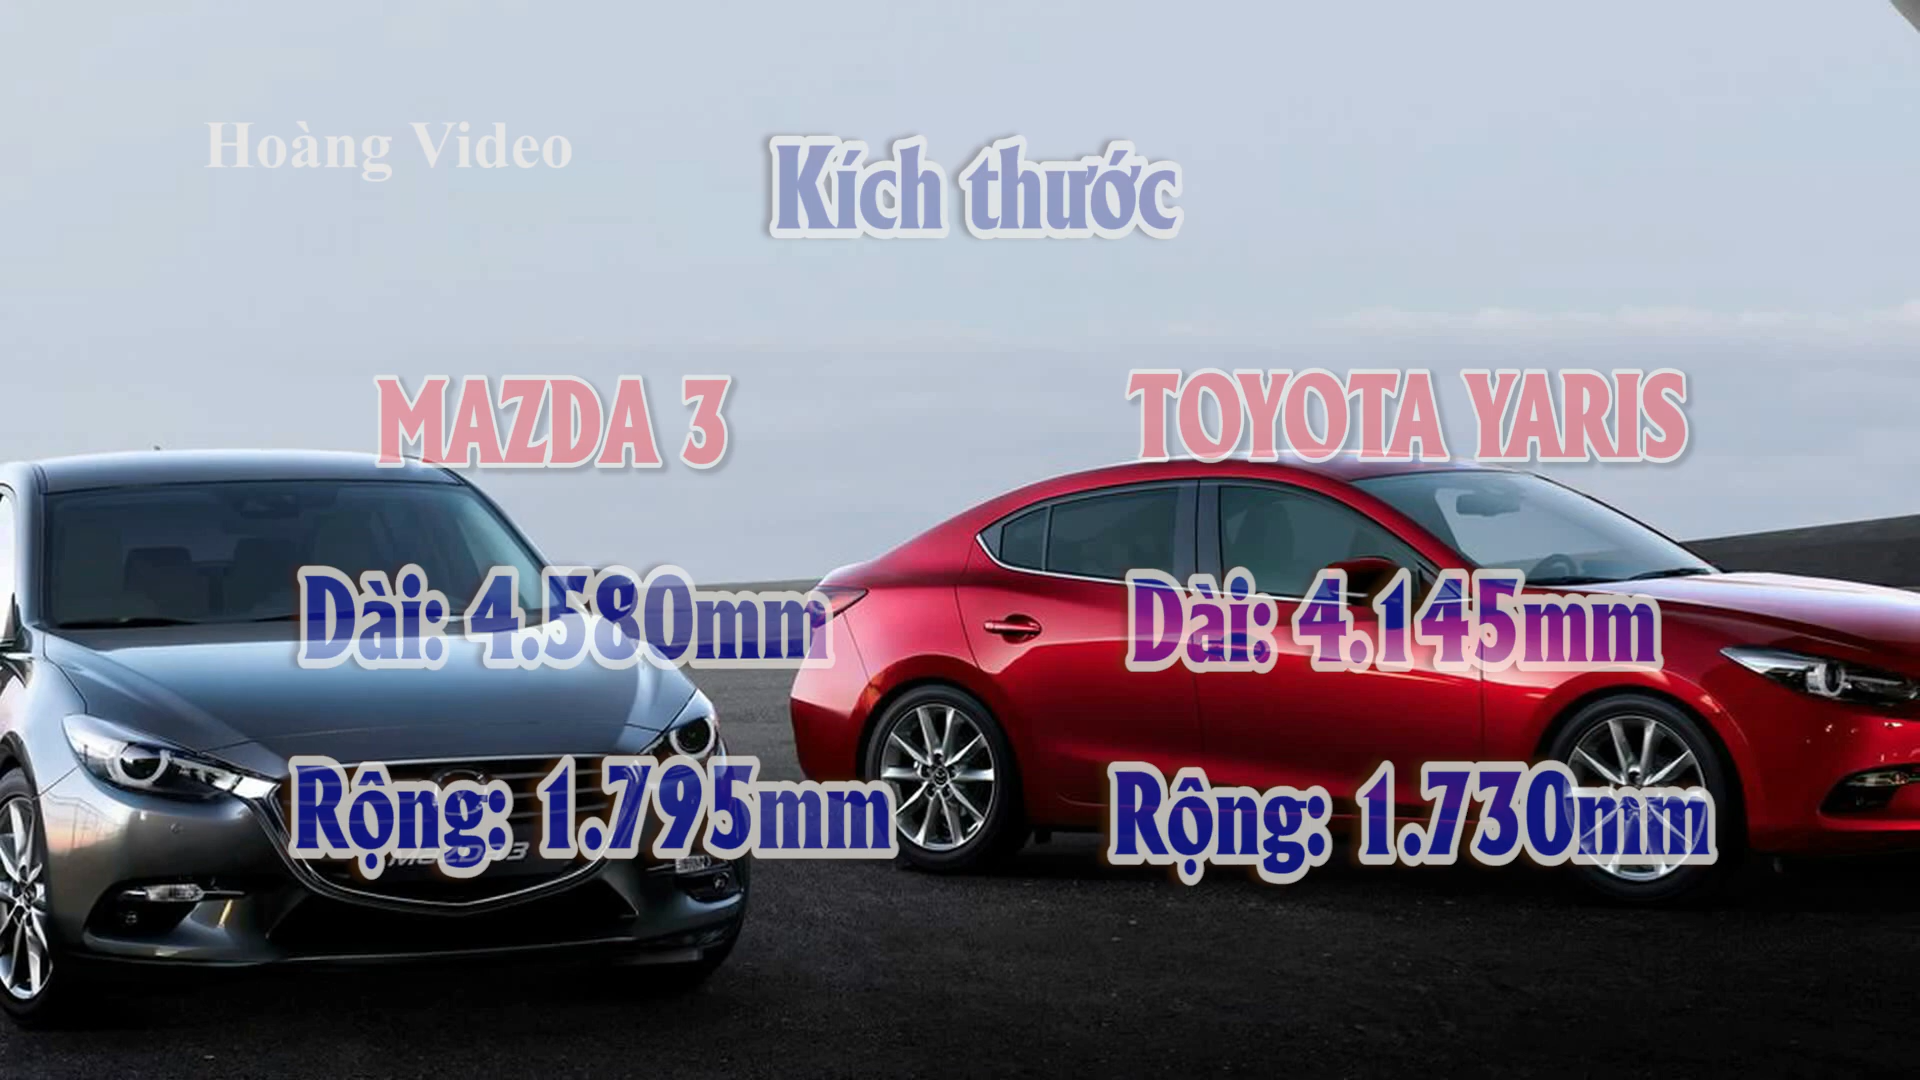 Hoàng Video
Kích thước
MAZDA 3
TOYOTA YARIS
Dài: 4.580mm
Dài: 4.145mm
Rộng: 1.795mm
Rộng: 1.730mm
MAZDA3